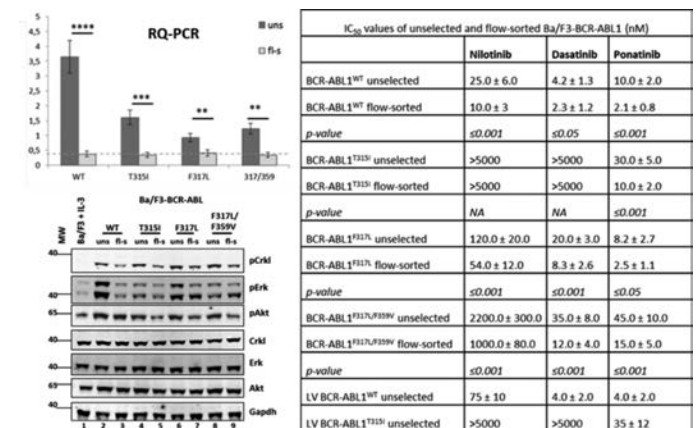 RQ-PCR
uns
fl-s
5
4,5
4
3,5
3
2,5
2
1,5
1
0,5
0
****
***
**
**
WT
T315I
F317L
317/359
Ba/F3-BCR-ABL
MW
Ba/F3 + IL-3
WT
T315I
F317L
F317L/
F359V
uns fl-s uns fl-s uns fl-s uns fl-s
40
pCrkl
pErk
40
65
pAkt
40
Crkl
40
Erk
69
Akt
40
Gapdh
1 2 3 4 5 6 7 8 9
IC50 values of unselected and flow-sorted Ba/F3-BCR-ABL1 (nM)
Nilotinib Dasatinib Ponatinib
BCR-ABL1WT unselected 25.0 ± 6.0 4.2 ± 1.3 10.0 ± 2.0
BCR-ABL1WT flow-sorted 10.0 ± 3 2.3 ± 1.2 2.1 ± 0.8
p-value ≤0.001 ≤0.05 ≤0.001
BCR-ABL1T315I unselected >5000 >5000 30.0 ± 5.0
BCR-ABL1T315I flow-sorted >5000 >5000 10.0 ± 2.0
p-value NA NA ≤0.001
BCR-ABL1F317L unselected 120.0 ± 20.0 20.0 ± 3.0 8.2 ± 2.7
BCR-ABL1F317L flow-sorted 54.0 ± 12.0 8.3 ± 2.6 2.5 ± 1.1
p-value ≤0.001 ≤0.001 ≤0.05
BCR-ABL1F317L/F359V unselected 2200.0 ± 300.0 35.0 ± 8.0 45.0 ± 10.0
BCR-ABL1F317L/F359V flow-sorted 1000.0 ± 80.0 12.0 ± 4.0 15.0 ± 5.0
p-value ≤0.001 ≤0.001 ≤0.001
LV BCR-ABL1WT unselected 75 ± 10 4.0 ± 2.0 4.0 ± 2.0
LV BCR-ABL1T315I unselected >5000 >5000 35 ± 12